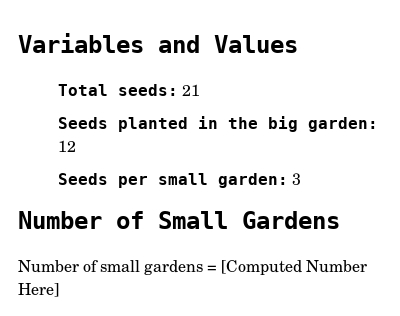 Variables and Values
Total seeds: 21
Seeds planted in the big garden:
12
Seeds per small garden: 3
Number of Small Gardens
Number of small gardens = [Computed Number
Here]